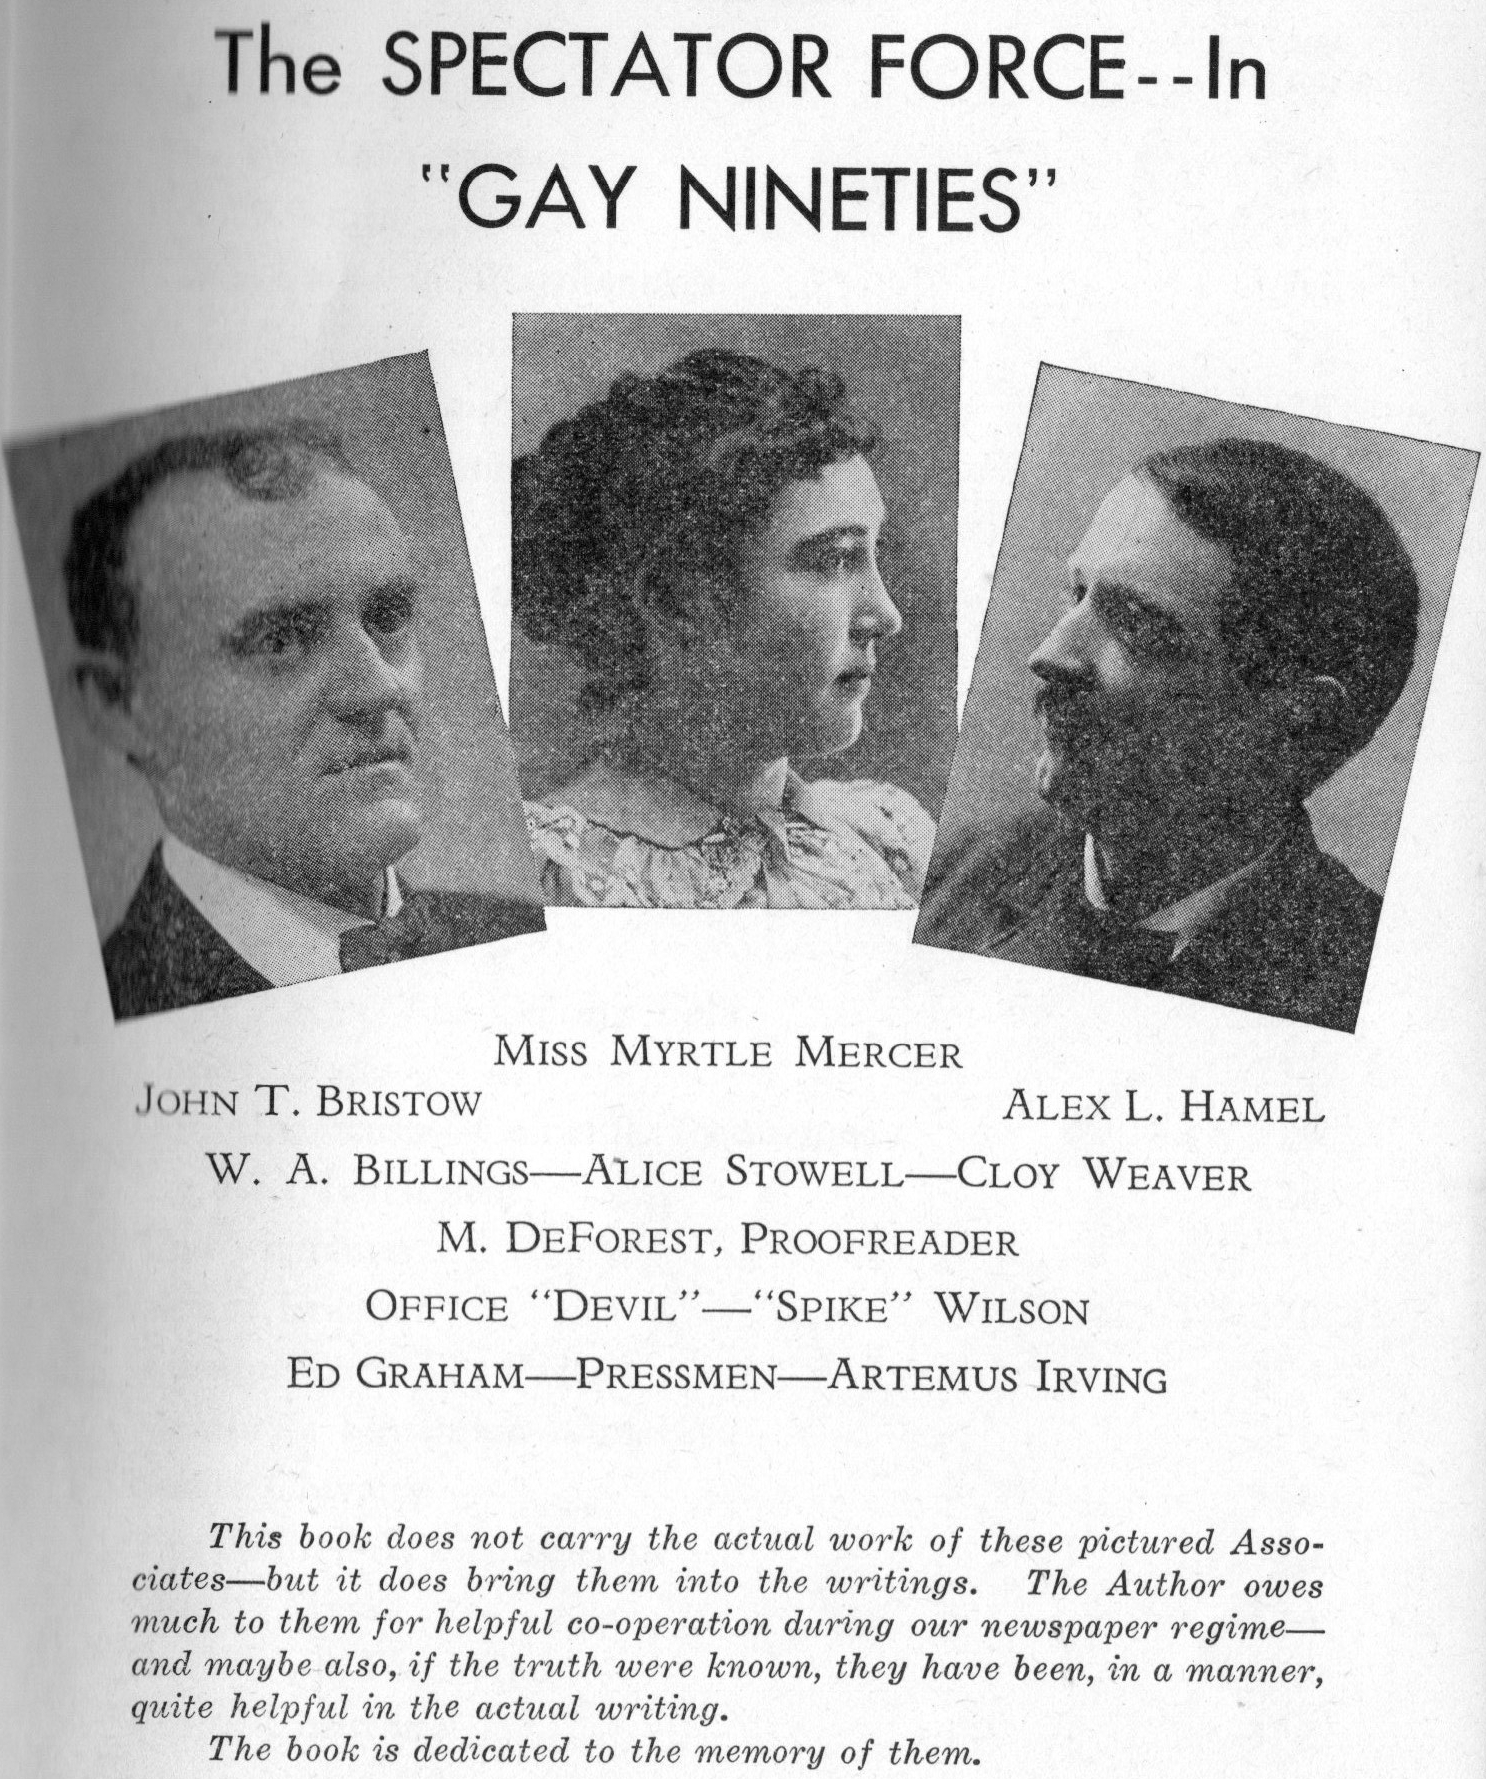 The SPECTATOR FORCE--In
"GAY NINETIES"
MISS MYRTLE MERCER
JOHN T. BRISTOW
ALEX L. HAMEL
W. A. BILLINGS—ALICE STOWELL—CLOY WEAVER
M. DEFOREST, PROOFREADER
OFFICE "DEVIL"—"SPIKE" WILSON
ED GRAHAM—PRESSMEN—ARTEMUS IRVING
This book does not carry the actual work of these pictured Asso-
ciates—but it does bring them into the writings. The Author owes
much to them for helpful co-operation during our newspaper regime—
and maybe also, if the truth were known, they have been, in a manner,
quite helpful in the actual writing.
The book is dedicated to the memory of them.